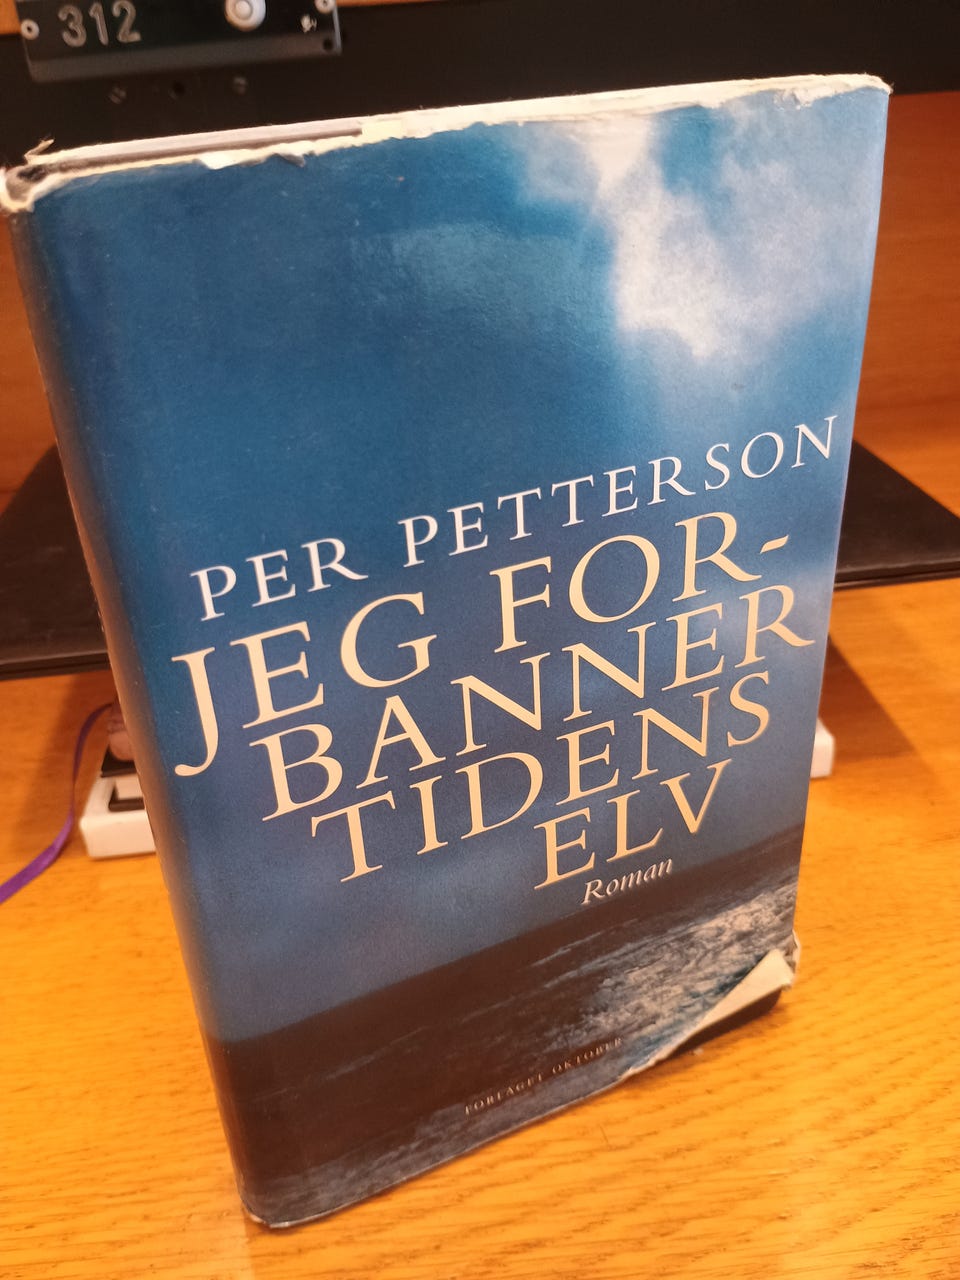 312
PER PETTERSON
JEG FOR-
BANNER
TIDENS
ELV
Roman
FORLAGET OKTOBER